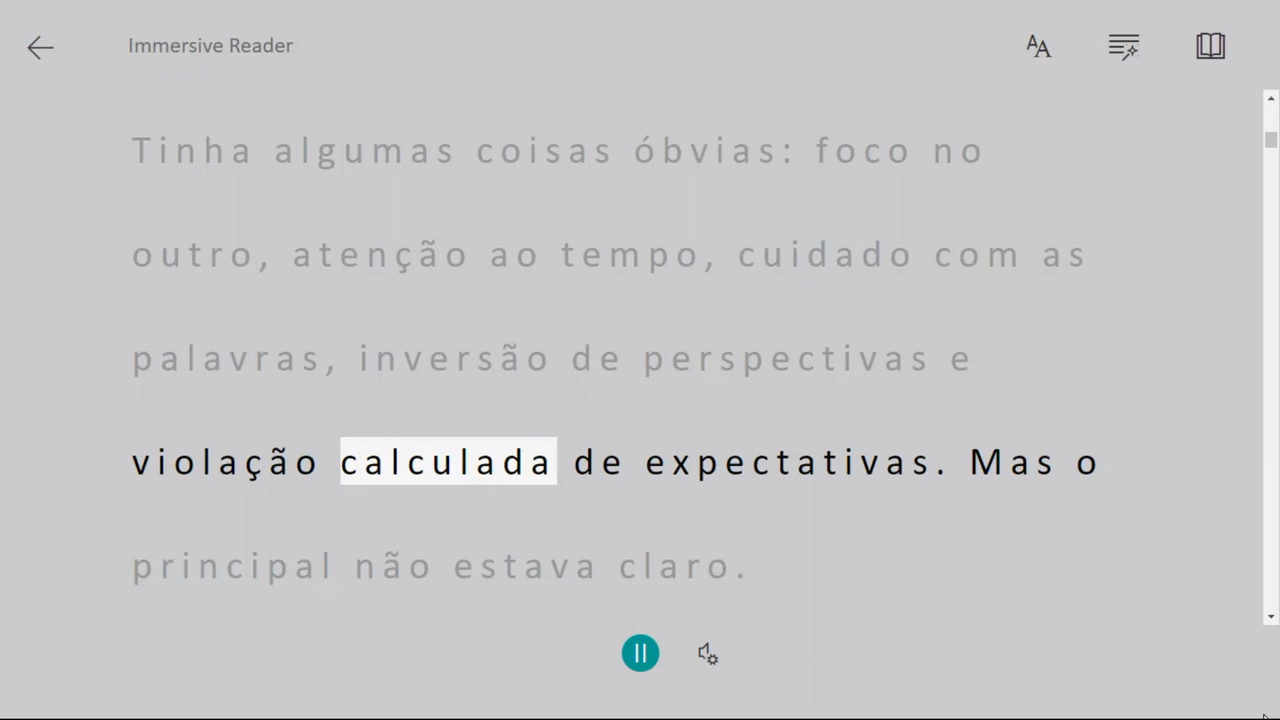 Immersive Reader
Tinha algumas coisas óbvias: foco no
outro, atenção ao tempo, cuidado com as
palavras, inversão de perspectivas e
violação calculada de expectativas. Mas o
principal não estava claro.